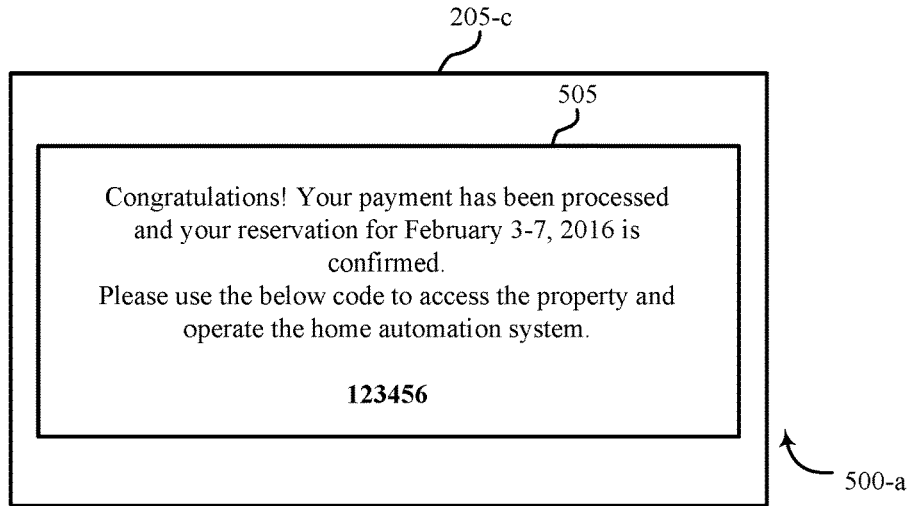 205-c
505
Congratulations! Your payment has been processed
and your reservation for February 3-7, 2016 is
confirmed.
Please use the below code to access the property and
operate the home automation system.
123456
500-a